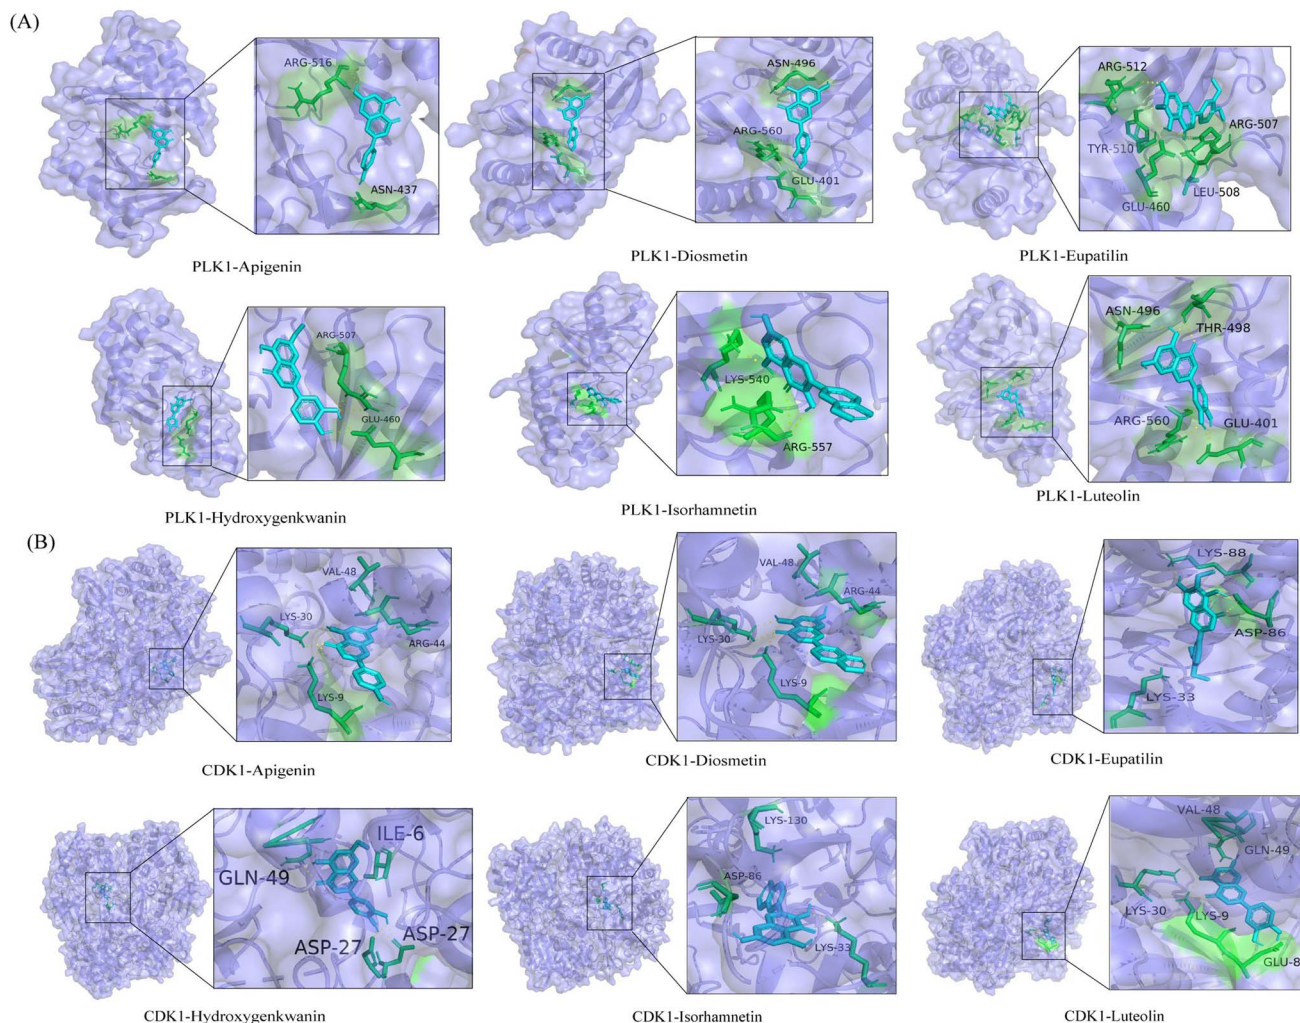 (A)
ARG-516
ASN-437
PLK1-Apigenin
ASN-496
ARG-560
GLU-401
PLK1-Diosmetin
ARG-512
ARG-507
TYR-510
LEU-508
GLU-460
PLK1-Eupatilin
ARG-507
GLU-460
PLK1-Hydroxygenkwanin
LYS-540
ARG-557
PLK1-Isorhamnetin
ASN-496
THR-498
ARG-560
GLU-401
PLK1-Luteolin
(B)
VAL-48
LYS-30
ARG-44
LYS-9
CDK1-Apigenin
VAL-48
ARG-44
LYS-30
LYS-9
CDK1-Diosmetin
LYS-88
ASP-86
LYS-33
CDK1-Eupatilin
ILE-6
GLN-49
ASP-27
ASP-27
CDK1-Hydroxygenkwanin
LYS-130
ASP-86
LYS-33
CDK1-Isorhamnetin
VAL-48
GLN-49
LYS-30
LYS-9
GLU-8
CDK1-Luteolin